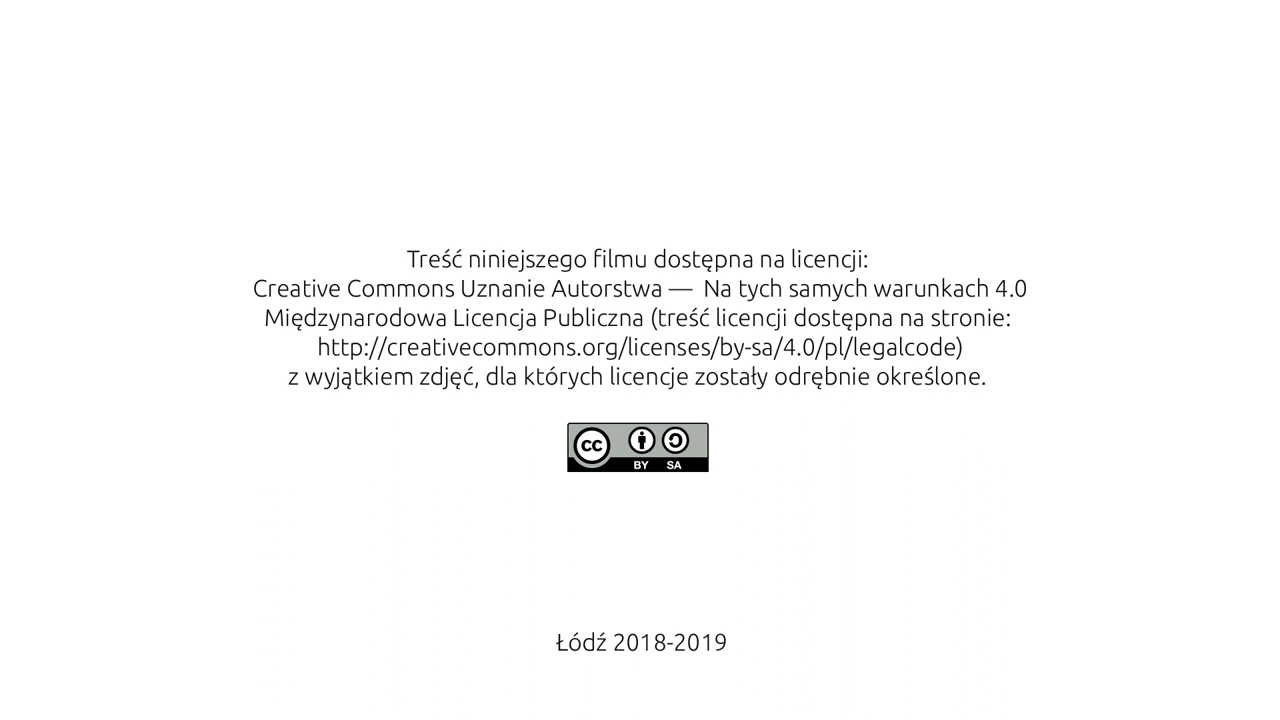 Treść niniejszego filmu dostępna na licencji:
Creative Commons Uznanie Autorstwa — Na tych samych warunkach 4.0
Międzynarodowa Licencja Publiczna (treść licencji dostępna na stronie:
http://creativecommons.org/licenses/by-sa/4.0/pl/legalcode)
z wyjątkiem zdjęć, dla których licencje zostały odrębnie określone.
cc
BY SA
Łódź 2018-2019